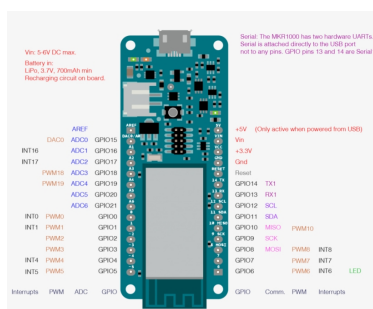 Serial: The MKR1000 has two hardware UARTs
Serial is attached directly to the USB port
not to any pins. GPIO pins 13 and 14 are Serial
Vin: 5-6V DC max.
Battery in:
LiPo, 3.7V, 700mAh min
Recharging circuit on board.
AREF
DAC0 ADC0 GPIO15
INT16 ADC1 GPIO16
INT17 ADC2 GPIO17
PWM18 ADC3 GPIO18
PWM19 ADC4 GPIO19
ADC5 GPIO20
ADC6 GPIO21
INT0 PWM0 GPIO0
INT1 PWM1 GPIO1
PWM2 GPIO2
PWM3 GPIO3
INT4 PWM4 GPIO4
INT5 PWM5 GPIO5
Interrupts PWM ADC GPIO
+5V (Only active when powered from USB)
Vin
+3.3V
Gnd
Reset
GPIO14 TX1
GPIO13 RX1
GPIO12 SCL
GPIO11 SDA
GPIO10 MISO PWM10
GPIO9 SCK
GPIO8 MOSI PWM8 INT8
GPIO7 PWM7 INT7
GPIO6 PWM6 INT6 LED
GPIO Comm. PWM Interrupts